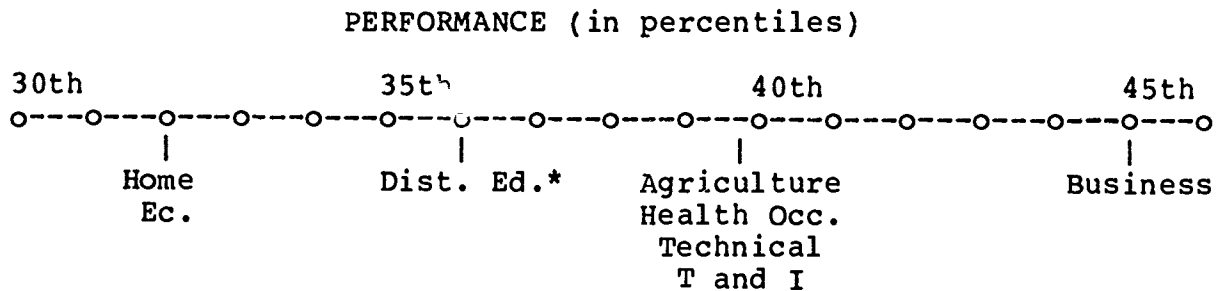 PERFORMANCE (in percentiles)
30th 35th 40th 45th
o----o----o----o----o----o----o----o----o----o----o----o----o----o----o----o----o
| | | |
Home Dist. Ed.* Agriculture Business
Ec. Health Occ.
Technical
T and I